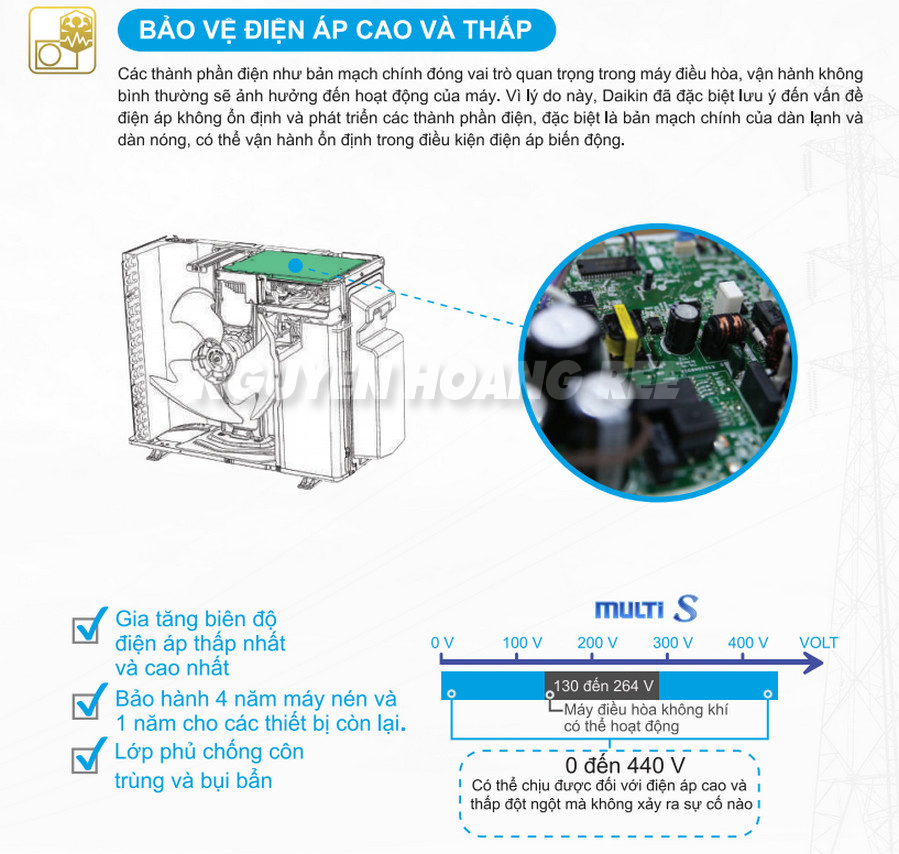 BẢO VỆ ĐIỆN ÁP CAO VÀ THẤP
Các thành phần điện như bản mạch chính đóng vai trò quan trọng trong máy điều hòa, vận hành không
bình thường sẽ ảnh hưởng đến hoạt động của máy. Vì lý do này, Daikin đã đặc biệt lưu ý đến vấn đề
điện áp không ổn định và phát triển các thành phần điện, đặc biệt là bản mạch chính của dàn lạnh và
dàn nóng, có thể vận hành ổn định trong điều kiện điện áp biến động.
NGUYEN HOANG REE
Gia tăng biên độ
điện áp thấp nhất
và cao nhất
Bảo hành 4 năm máy nén và
1 năm cho các thiết bị còn lại.
Lớp phủ chống côn
trùng và bụi bẩn
MULTI S
0 V 100 V 200 V 300 V 400 V VOLT
130 đến 264 V
Máy điều hòa không khí
có thể hoạt động
0 đến 440 V
Có thể chịu được đối với điện áp cao và
thấp đột ngột mà không xảy ra sự cố nào